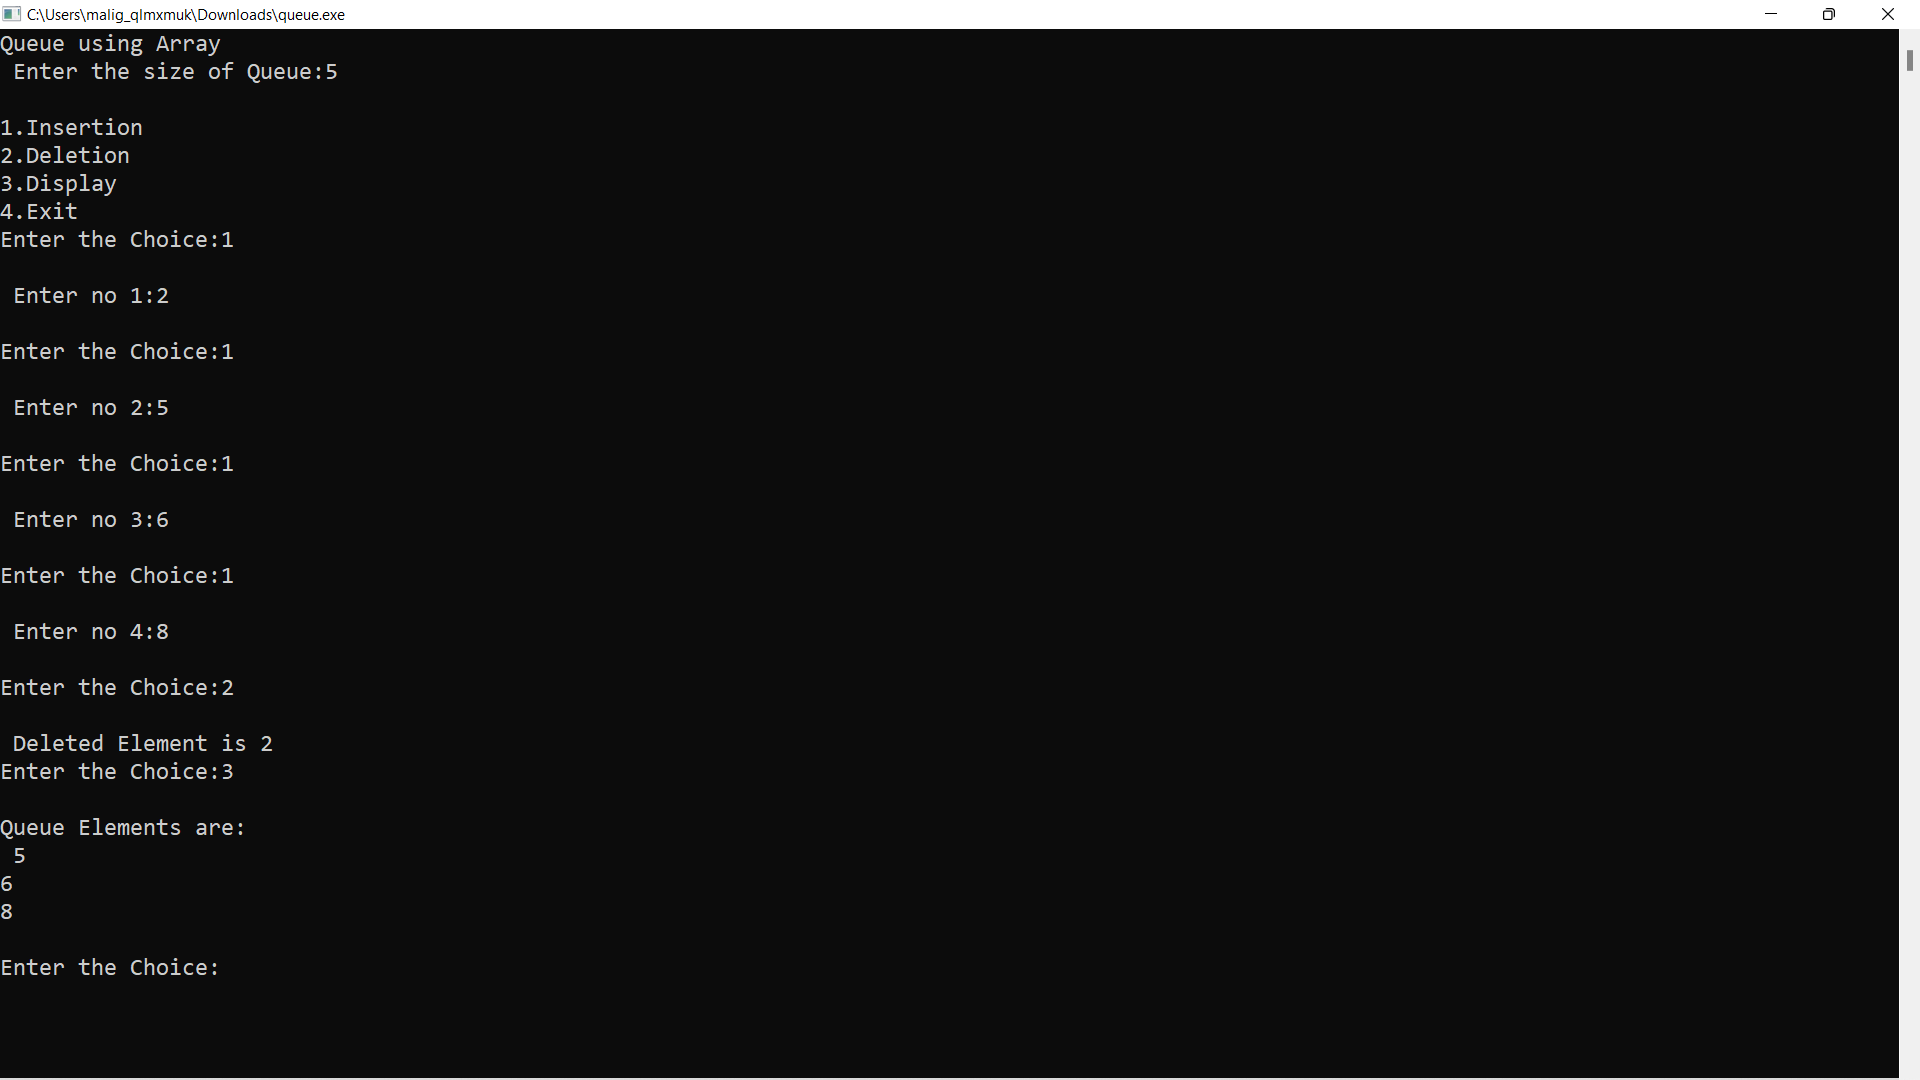 C:\Users\malig_qlmxmuk\Downloads\queue.exe
Queue using Array
Enter the size of Queue:5
1.Insertion
2.Deletion
3.Display
4.Exit
Enter the Choice:1
Enter no 1:2
Enter the Choice:1
Enter no 2:5
Enter the Choice:1
Enter no 3:6
Enter the Choice:1
Enter no 4:8
Enter the Choice:2
Deleted Element is 2
Enter the Choice:3
Queue Elements are:
5
6
8
Enter the Choice: